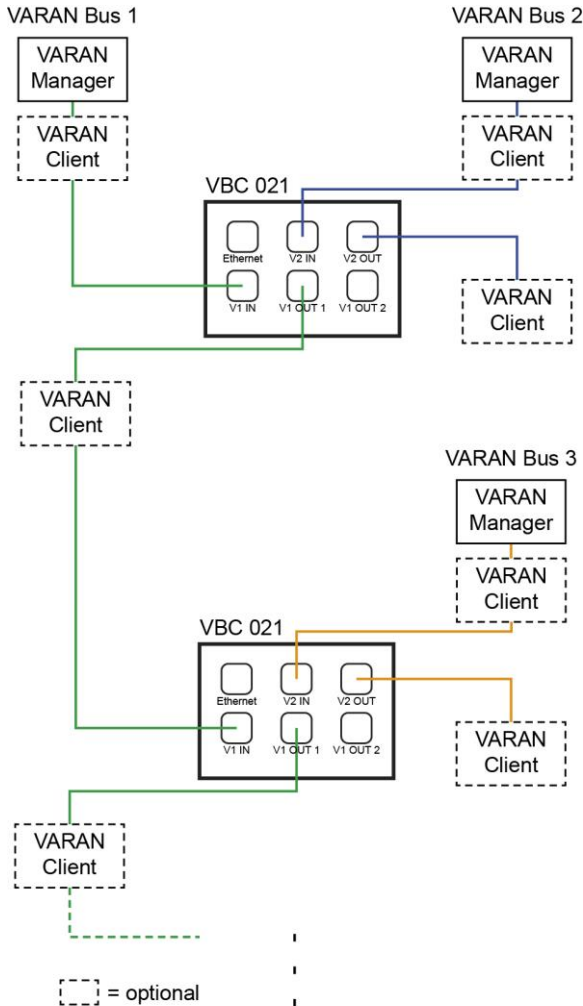 VARAN Bus 1
VARAN Bus 2
VARAN
Manager
VARAN
Manager
VARAN
Client
VARAN
Client
VBC 021
Ethernet
V2 IN
V2 OUT
V1 IN
V1 OUT 1
V1 OUT 2
VARAN
Client
VARAN
Client
VARAN Bus 3
VARAN
Manager
VARAN
Client
VBC 021
Ethernet
V2 IN
V2 OUT
V1 IN
V1 OUT 1
V1 OUT 2
VARAN
Client
VARAN
Client
= optional